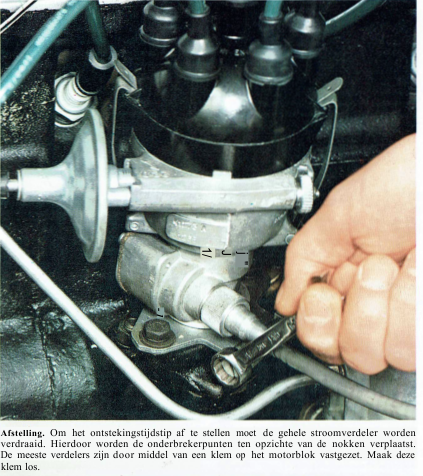 Afstelling. Om het ontstekingstijdstip af te stellen moet de gehele stroomverdeler worden
verdraaid. Hierdoor worden de onderbrekerpunten ten opzichte van de nokken verplaatst.
De meeste verdelers zijn door middel van een klem op het motorblok vastgezet. Maak deze
klem los.